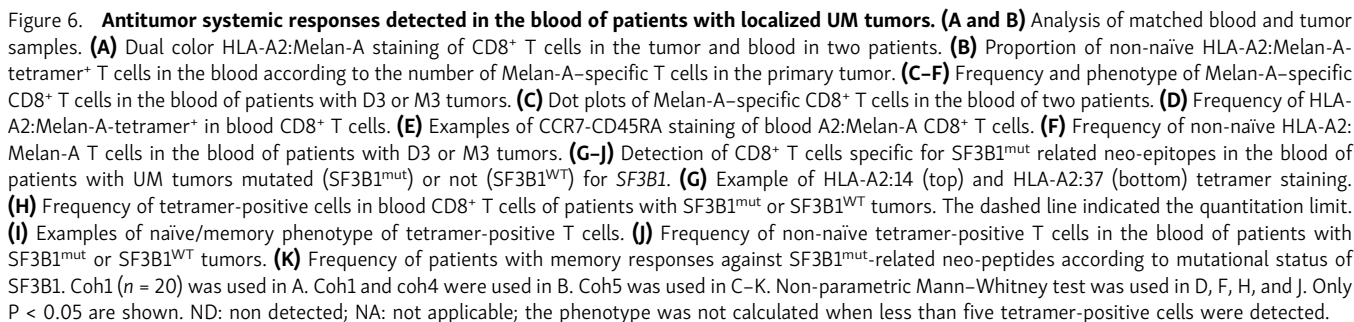 Figure 6. Antitumor systemic responses detected in the blood of patients with localized UM tumors. (A and B) Analysis of matched blood and tumor
samples. (A) Dual color HLA-A2:Melan-A staining of CD8⁺ T cells in the tumor and blood in two patients. (B) Proportion of non-naïve HLA-A2:Melan-A-
tetramer⁺ T cells in the blood according to the number of Melan-A–specific T cells in the primary tumor. (C–F) Frequency and phenotype of Melan-A–specific
CD8⁺ T cells in the blood of patients with D3 or M3 tumors. (C) Dot plots of Melan-A–specific CD8⁺ T cells in the blood of two patients. (D) Frequency of HLA-
A2:Melan-A-tetramer⁺ in blood CD8⁺ T cells. (E) Examples of CCR7-CD45RA staining of blood A2:Melan-A CD8⁺ T cells. (F) Frequency of non-naïve HLA-A2:
Melan-A T cells in the blood of patients with D3 or M3 tumors. (G–J) Detection of CD8⁺ T cells specific for SF3B1ᵐᵘᵗ related neo-epitopes in the blood of
patients with UM tumors mutated (SF3B1ᵐᵘᵗ) or not (SF3B1ᵂᵀ) for SF3B1. (G) Example of HLA-A2:14 (top) and HLA-A2:37 (bottom) tetramer staining.
(H) Frequency of tetramer-positive cells in blood CD8⁺ T cells of patients with SF3B1ᵐᵘᵗ or SF3B1ᵂᵀ tumors. The dashed line indicated the quantitation limit.
(I) Examples of naïve/memory phenotype of tetramer-positive T cells. (J) Frequency of non-naïve tetramer-positive T cells in the blood of patients with
SF3B1ᵐᵘᵗ or SF3B1ᵂᵀ tumors. (K) Frequency of patients with memory responses against SF3B1ᵐᵘᵗ-related neo-peptides according to mutational status of
SF3B1. Coh1 (n = 20) was used in A. Coh1 and coh4 were used in B. Coh5 was used in C–K. Non-parametric Mann–Whitney test was used in D, F, H, and J. Only
P < 0.05 are shown. ND: non detected; NA: not applicable; the phenotype was not calculated when less than five tetramer-positive cells were detected.